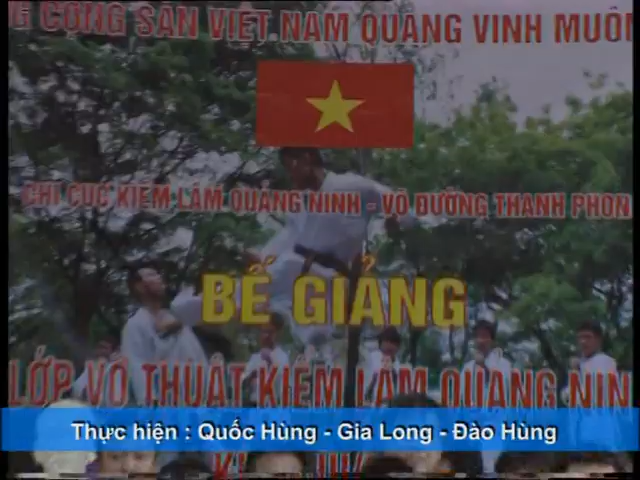 CỘNG SẢN VIỆT NAM QUANG VINH MUÔN
CHI CỤC KIỂM LÂM QUẢNG NINH - VÕ ĐƯỜNG THANH PHON
BẾ GIẢNG
LỚP VÕ THUẬT KIỂM LÂM QUẢNG NIN
Thực hiện : Quốc Hùng - Gia Long - Đào Hùng